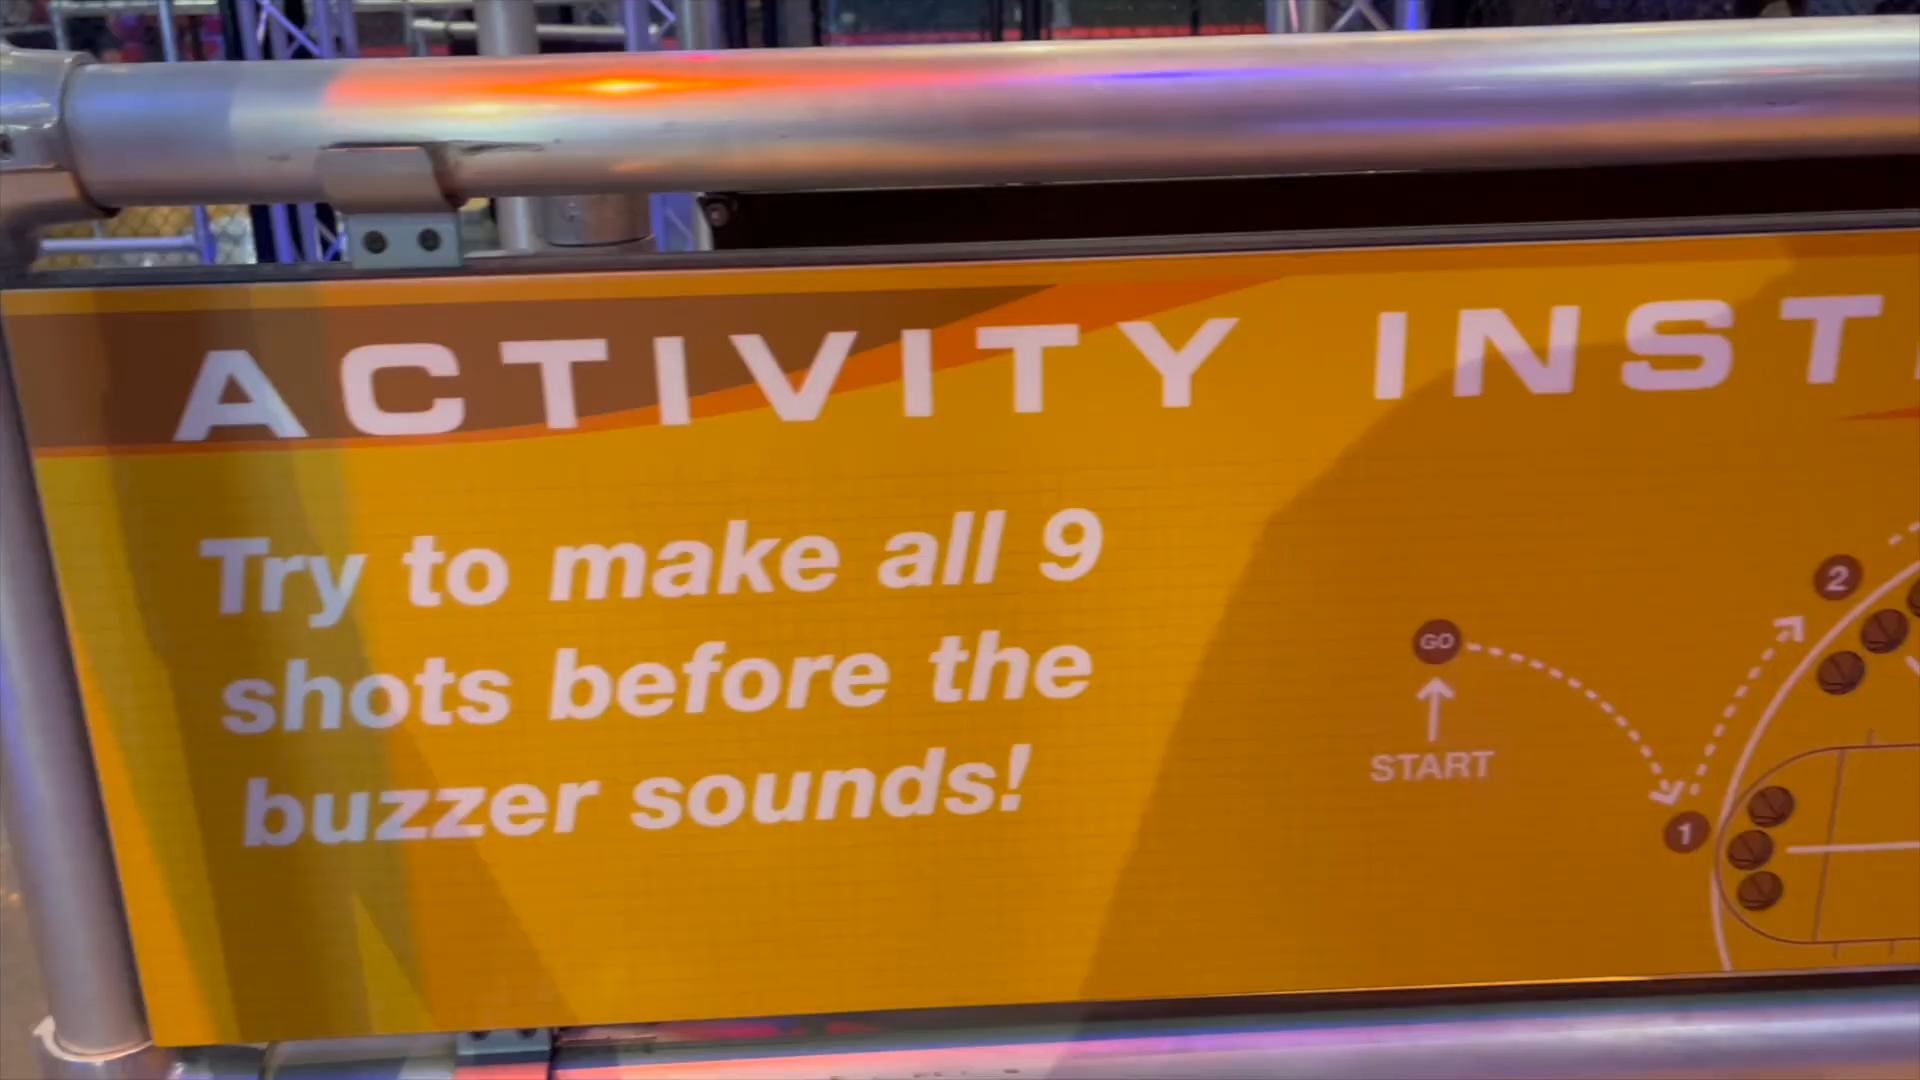 ACTIVITY INST
Try to make all 9
shots before the
buzzer sounds!
GO
START
1
2